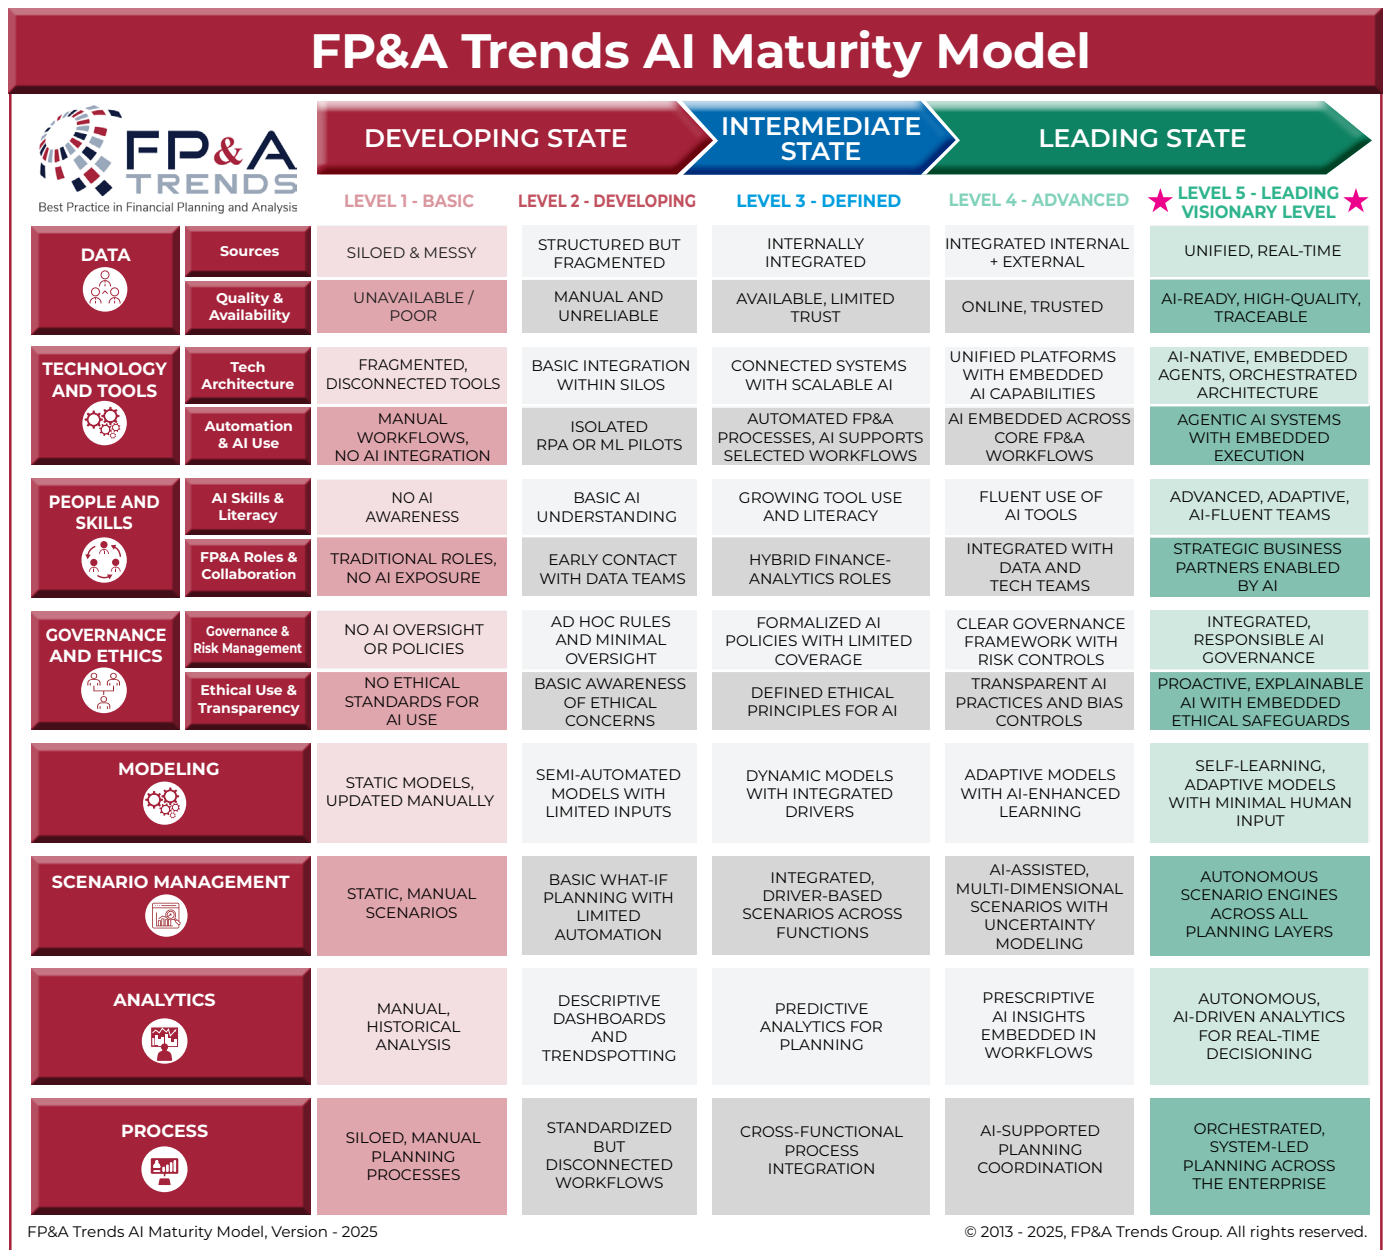 FP&A Trends AI Maturity Model
FP&A
TRENDS
Best Practice in Financial Planning and Analysis
DEVELOPING STATE
INTERMEDIATE
STATE
LEADING STATE
LEVEL 1 - BASIC
LEVEL 2 - DEVELOPING
LEVEL 3 - DEFINED
LEVEL 4 - ADVANCED
LEVEL 5 - LEADING
VISIONARY LEVEL
DATA
Sources
SILOED & MESSY
STRUCTURED BUT
FRAGMENTED
INTERNALLY
INTEGRATED
INTEGRATED INTERNAL
+ EXTERNAL
UNIFIED, REAL-TIME
Quality &
Availability
UNAVAILABLE /
POOR
MANUAL AND
UNRELIABLE
AVAILABLE, LIMITED
TRUST
ONLINE, TRUSTED
AI-READY, HIGH-QUALITY,
TRACEABLE
TECHNOLOGY
AND TOOLS
Tech
Architecture
FRAGMENTED,
DISCONNECTED TOOLS
BASIC INTEGRATION
WITHIN SILOS
CONNECTED SYSTEMS
WITH SCALABLE AI
UNIFIED PLATFORMS
WITH EMBEDDED
AI CAPABILITIES
AI-NATIVE, EMBEDDED
AGENTS, ORCHESTRATED
ARCHITECTURE
Automation
& AI Use
MANUAL
WORKFLOWS,
NO AI INTEGRATION
ISOLATED
RPA OR ML PILOTS
AUTOMATED FP&A
PROCESSES, AI SUPPORTS
SELECTED WORKFLOWS
AI EMBEDDED ACROSS
CORE FP&A
WORKFLOWS
AGENTIC AI SYSTEMS
WITH EMBEDDED
EXECUTION
PEOPLE AND
SKILLS
AI Skills &
Literacy
NO AI
AWARENESS
BASIC AI
UNDERSTANDING
GROWING TOOL USE
AND LITERACY
FLUENT USE OF
AI TOOLS
ADVANCED, ADAPTIVE,
AI-FLUENT TEAMS
FP&A Roles &
Collaboration
TRADITIONAL ROLES,
NO AI EXPOSURE
EARLY CONTACT
WITH DATA TEAMS
HYBRID FINANCE-
ANALYTICS ROLES
INTEGRATED WITH
DATA AND
TECH TEAMS
STRATEGIC BUSINESS
PARTNERS ENABLED
BY AI
GOVERNANCE
AND ETHICS
Governance &
Risk Management
NO AI OVERSIGHT
OR POLICIES
AD HOC RULES
AND MINIMAL
OVERSIGHT
FORMALIZED AI
POLICIES WITH LIMITED
COVERAGE
CLEAR GOVERNANCE
FRAMEWORK WITH
RISK CONTROLS
INTEGRATED,
RESPONSIBLE AI
GOVERNANCE
Ethical Use &
Transparency
NO ETHICAL
STANDARDS FOR
AI USE
BASIC AWARENESS
OF ETHICAL
CONCERNS
DEFINED ETHICAL
PRINCIPLES FOR AI
TRANSPARENT AI
PRACTICES AND BIAS
CONTROLS
PROACTIVE, EXPLAINABLE
AI WITH EMBEDDED
ETHICAL SAFEGUARDS
MODELING
STATIC MODELS,
UPDATED MANUALLY
SEMI-AUTOMATED
MODELS WITH
LIMITED INPUTS
DYNAMIC MODELS
WITH INTEGRATED
DRIVERS
ADAPTIVE MODELS
WITH AI-ENHANCED
LEARNING
SELF-LEARNING,
ADAPTIVE MODELS
WITH MINIMAL HUMAN
INPUT
SCENARIO MANAGEMENT
STATIC, MANUAL
SCENARIOS
BASIC WHAT-IF
PLANNING WITH
LIMITED
AUTOMATION
INTEGRATED,
DRIVER-BASED
SCENARIOS ACROSS
FUNCTIONS
AI-ASSISTED,
MULTI-DIMENSIONAL
SCENARIOS WITH
UNCERTAINTY
MODELING
AUTONOMOUS
SCENARIO ENGINES
ACROSS ALL
PLANNING LAYERS
ANALYTICS
MANUAL,
HISTORICAL
ANALYSIS
DESCRIPTIVE
DASHBOARDS
AND
TRENDSPOTTING
PREDICTIVE
ANALYTICS FOR
PLANNING
PRESCRIPTIVE
AI INSIGHTS
EMBEDDED IN
WORKFLOWS
AUTONOMOUS,
AI-DRIVEN ANALYTICS
FOR REAL-TIME
DECISIONING
PROCESS
SILOED, MANUAL
PLANNING
PROCESSES
STANDARDIZED
BUT
DISCONNECTED
WORKFLOWS
CROSS-FUNCTIONAL
PROCESS
INTEGRATION
AI-SUPPORTED
PLANNING
COORDINATION
ORCHESTRATED,
SYSTEM-LED
PLANNING ACROSS
THE ENTERPRISE
FP&A Trends AI Maturity Model, Version - 2025
© 2013 - 2025, FP&A Trends Group. All rights reserved.